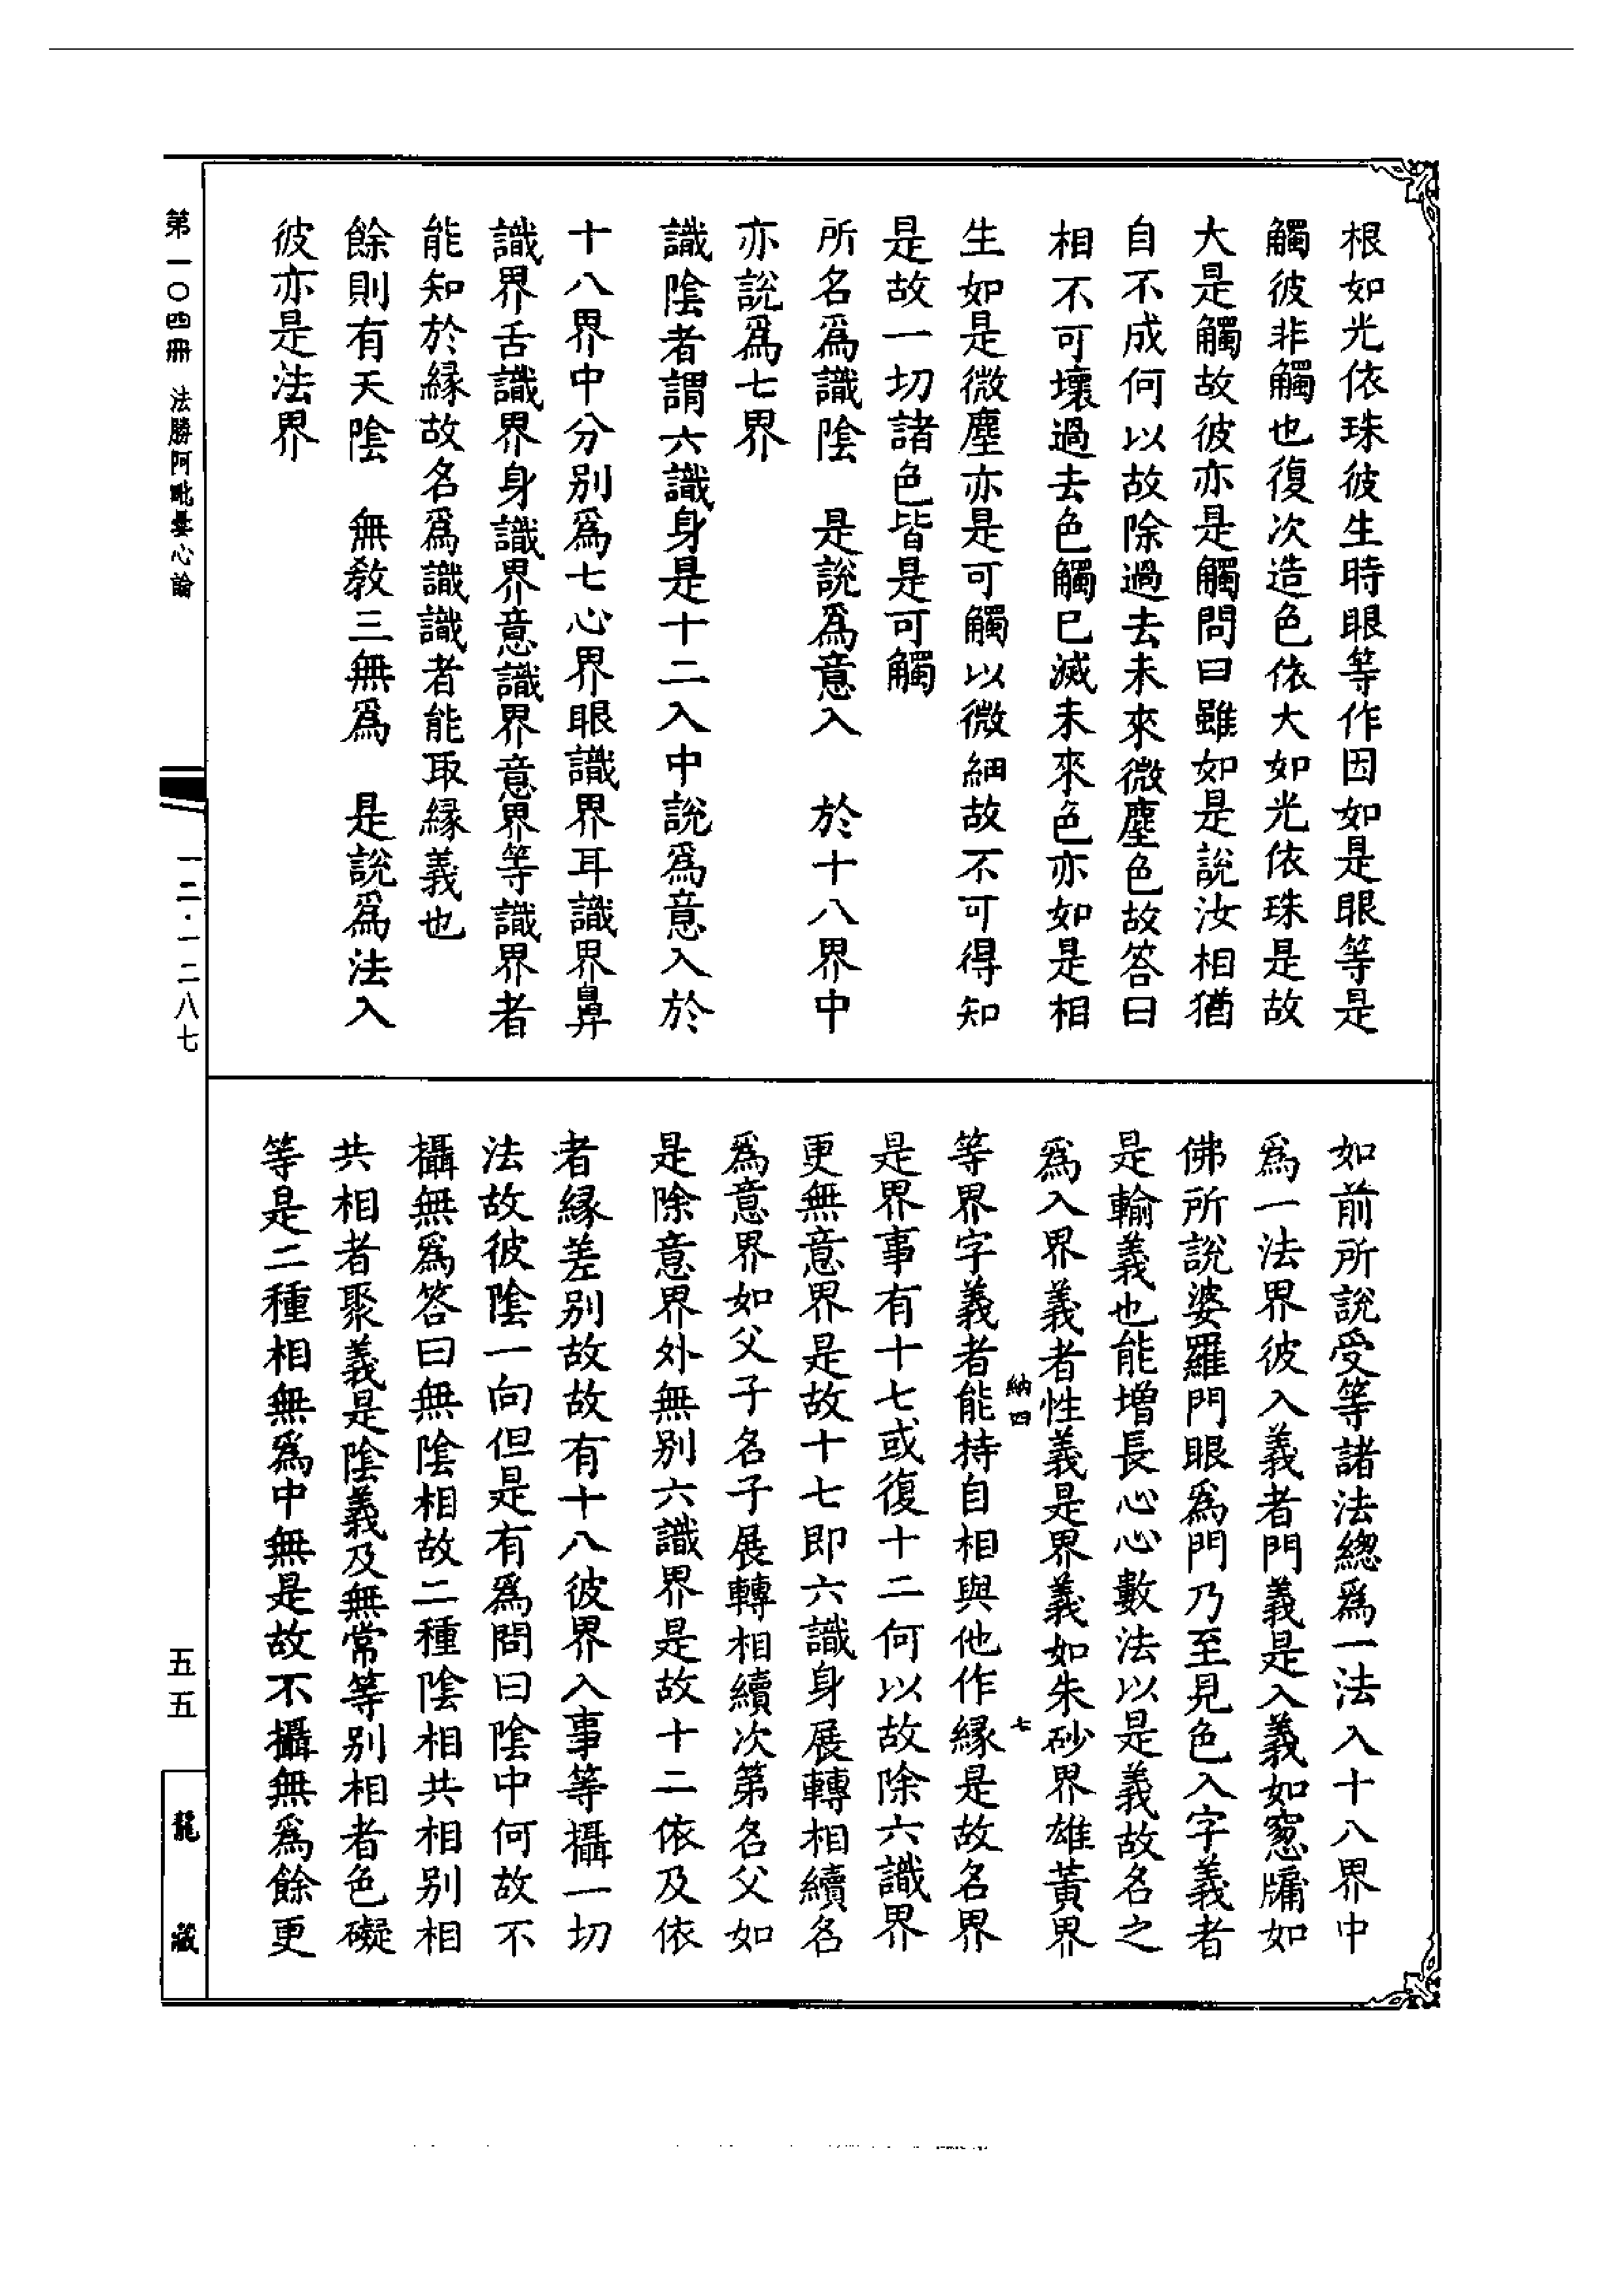 根如光依珠彼生時眼等作因如是眼等是
觸彼非觸也復次造色依大如光依珠是故
大是觸故彼亦是觸問曰雖如是說汝相猶
自不成何以故除過去未來微塵色故答曰
相不可壞過去色觸已滅未來色亦如是相
生如是微塵亦是可觸以微細故不可得知
是故一切諸色皆是可觸
所名爲識陰　是說爲意入　於十八界中
亦說爲七界
識陰者謂六識身是十二入中說爲意入於
十八界中分别爲七心界眼識界耳識界鼻
識界舌識界身識界意識界意界等識界者
能知於縁故名爲識識者能取縁義也
餘則有天陰　無教三無爲　是說爲法入
彼亦是法界
如前所說受等諸法總爲一法入十八界中
爲一法界彼入義者門義是入義如窓牖如
佛所說婆羅門眼爲門乃至見色入字義者
是輸義也能增長心心數法以是義故名之
爲入界義者性義是界義如朱砂界雄黃界
納四　七
等界字義者能持自相與他作縁是故名界
是界事有十七或復十二何以故除六識界
更無意界是故十七即六識身展轉相續名
爲意界如父子名子展轉相續次第名父如
是除意界外無别六識界是故十二依及依
者縁差别故故有十八彼界入事等攝一切
法故彼陰一向但是有爲問曰陰中何故不
攝無爲答曰無陰相故二種陰相共相别相
共相者聚義是陰義及無常等别相者色礙
等是二種相無爲中無是故不攝無爲餘更
第一〇四冊　法勝阿毗曇心論
一二·一二八七
五五
龍藏